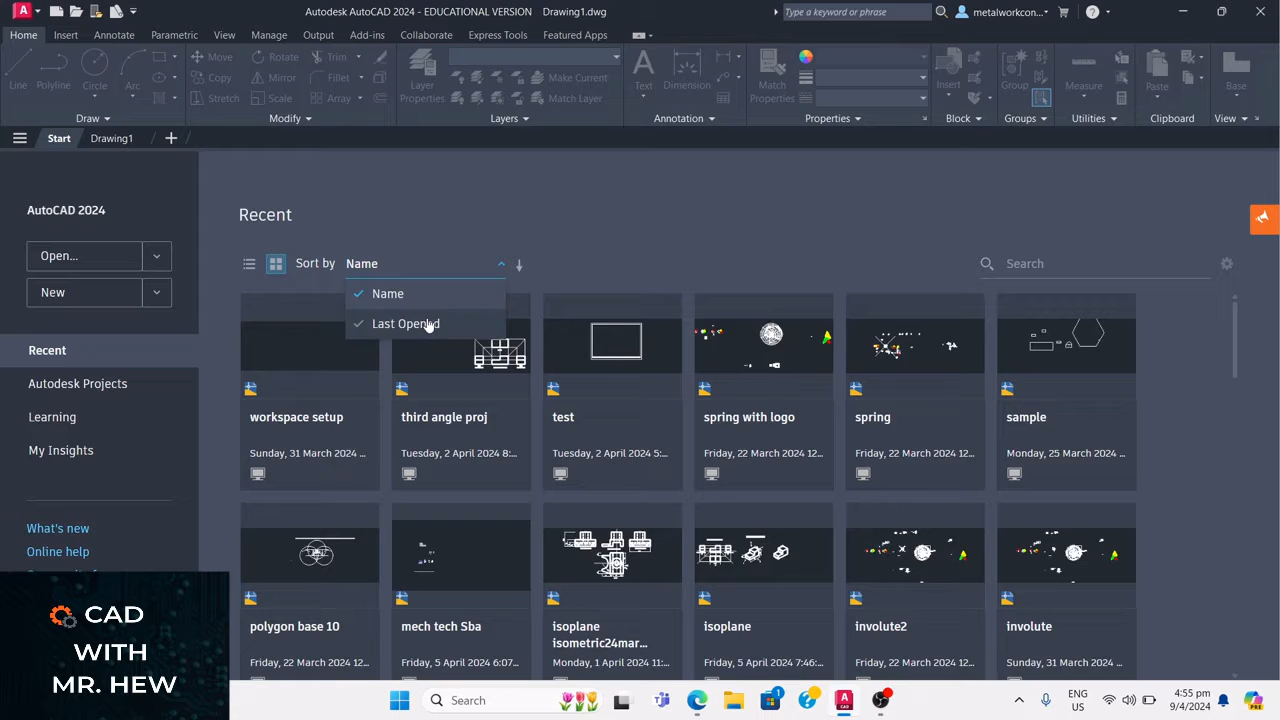 Autodesk AutoCAD 2024 - EDUCATIONAL VERSION Drawing1.dwg
Type a keyword or phrase
metalworkcon...
Home Insert Annotate Parametric View Manage Output Add-ins Collaborate Express Tools Featured Apps
Line Polyline Circle Arc
Move Rotate Trim
Copy Mirror Fillet
Stretch Scale Array
Layer Properties
Make Current
Match Layer
Text Dimension
Match Properties
Insert
Group
Measure
Paste
Base
Draw Modify Layers Annotation Properties Block Groups Utilities Clipboard View
Start Drawing1
AutoCAD 2024
Open...
New
Recent
Autodesk Projects
Learning
My Insights
What's new
Online help
Recent
Sort by Name
Search
Name
Last Opened
workspace setup
Sunday, 31 March 2024 ...
third angle proj
Tuesday, 2 April 2024 8:...
test
Tuesday, 2 April 2024 5:...
spring with logo
Friday, 22 March 2024 12...
spring
Friday, 22 March 2024 12...
sample
Monday, 25 March 2024...
polygon base 10
Friday, 22 March 2024 12...
mech tech Sba
Friday, 5 April 2024 6:07...
isoplane
isometric24mar...
Monday, 1 April 2024 11:...
isoplane
Friday, 5 April 2024 7:46:...
involute2
Friday, 22 March 2024 12...
involute
Sunday, 31 March 2024...
CAD
WITH
MR. HEW
Search
ENG
US
4:55 pm
9/4/2024